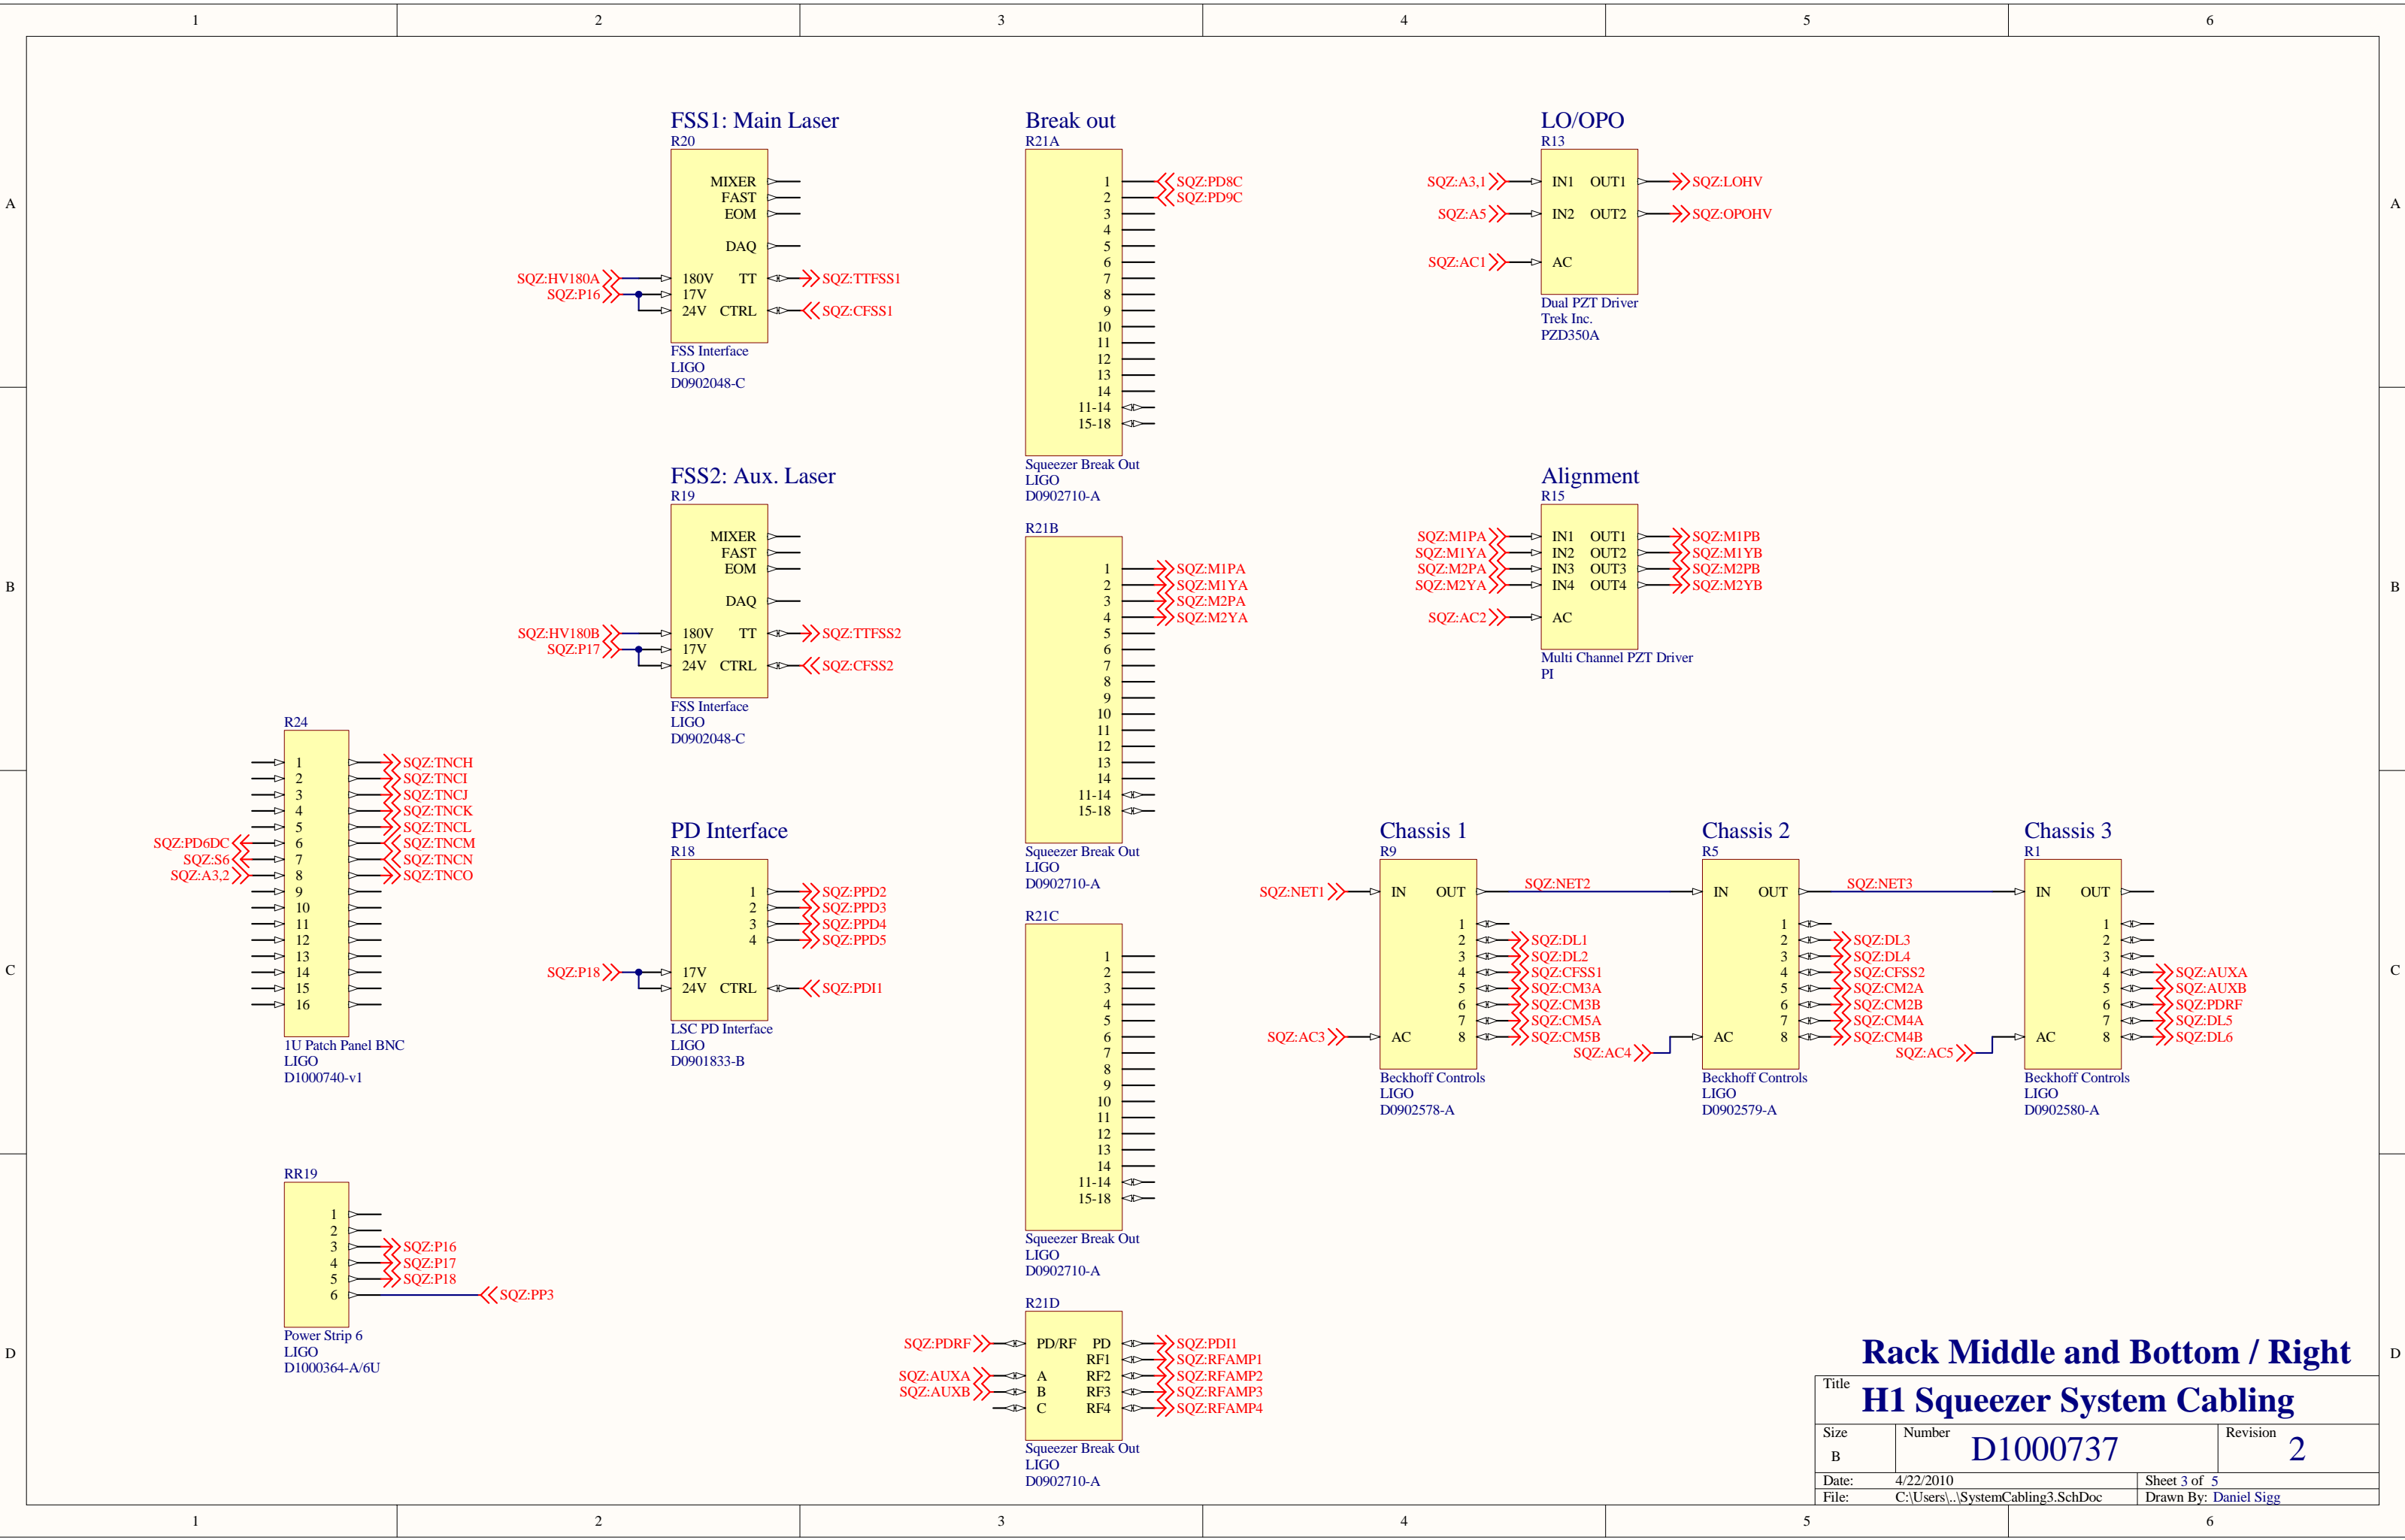 1 2 3 4 5 6
A
B
C
D
A
B
C
D
FSS1: Main Laser
R20
MIXER
FAST
EOM
DAQ
SQZ:HV180A 180V TT SQZ:TTFSS1
SQZ:P16 17V
24V CTRL SQZ:CFSS1
FSS Interface
LIGO
D0902048-C
Break out
R21A
1 SQZ:PD8C
2 SQZ:PD9C
3
4
5
6
7
8
9
10
11
12
13
14
11-14
15-18
Squeezer Break Out
LIGO
D0902710-A
LO/OPO
R13
SQZ:A3,1 IN1 OUT1 SQZ:LOHV
SQZ:A5 IN2 OUT2 SQZ:OPOHV
SQZ:AC1 AC
Dual PZT Driver
Trek Inc.
PZD350A
FSS2: Aux. Laser
R19
MIXER
FAST
EOM
DAQ
SQZ:HV180B 180V TT SQZ:TTFSS2
SQZ:P17 17V
24V CTRL SQZ:CFSS2
FSS Interface
LIGO
D0902048-C
R21B
1 SQZ:M1PA
2 SQZ:M1YA
3 SQZ:M2PA
4 SQZ:M2YA
5
6
7
8
9
10
11
12
13
14
11-14
15-18
Squeezer Break Out
LIGO
D0902710-A
Alignment
R15
SQZ:M1PA IN1 OUT1 SQZ:M1PB
SQZ:M1YA IN2 OUT2 SQZ:M1YB
SQZ:M2PA IN3 OUT3 SQZ:M2PB
SQZ:M2YA IN4 OUT4 SQZ:M2YB
SQZ:AC2 AC
Multi Channel PZT Driver
PI
R24
1 SQZ:TNCH
2 SQZ:TNCI
3 SQZ:TNCJ
4 SQZ:TNCK
5 SQZ:TNCL
SQZ:PD6DC 6 SQZ:TNCM
SQZ:S6 7 SQZ:TNCN
SQZ:A3,2 8 SQZ:TNCO
9
10
11
12
13
14
15
16
1U Patch Panel BNC
LIGO
D1000740-v1
PD Interface
R18
1 SQZ:PPD2
2 SQZ:PPD3
3 SQZ:PPD4
4 SQZ:PPD5
SQZ:P18 17V
24V CTRL SQZ:PDI1
LSC PD Interface
LIGO
D0901833-B
R21C
1
2
3
4
5
6
7
8
9
10
11
12
13
14
11-14
15-18
Squeezer Break Out
LIGO
D0902710-A
Chassis 1
R9
SQZ:NET1 IN OUT SQZ:NET2
1
2 SQZ:DL1
3 SQZ:DL2
4 SQZ:CFSS1
5 SQZ:CM3A
6 SQZ:CM3B
7 SQZ:CM5A
SQZ:AC3 AC 8 SQZ:CM5B
Beckhoff Controls
LIGO
D0902578-A
Chassis 2
R5
IN OUT SQZ:NET3
1
2 SQZ:DL3
3 SQZ:DL4
4 SQZ:CFSS2
5 SQZ:CM2A
6 SQZ:CM2B
7 SQZ:CM4A
AC 8 SQZ:CM4B
SQZ:AC4
Beckhoff Controls
LIGO
D0902579-A
Chassis 3
R1
IN OUT
1
2
3
4 SQZ:AUXA
5 SQZ:AUXB
6 SQZ:PDRF
7 SQZ:DL5
AC 8 SQZ:DL6
SQZ:AC5
Beckhoff Controls
LIGO
D0902580-A
RR19
1
2
3 SQZ:P16
4 SQZ:P17
5 SQZ:P18
6 SQZ:PP3
Power Strip 6
LIGO
D1000364-A/6U
R21D
SQZ:PDRF PD/RF PD SQZ:PDI1
RF1 SQZ:RFAMP1
SQZ:AUXA A RF2 SQZ:RFAMP2
SQZ:AUXB B RF3 SQZ:RFAMP3
C RF4 SQZ:RFAMP4
Squeezer Break Out
LIGO
D0902710-A
Rack Middle and Bottom / Right
Title H1 Squeezer System Cabling
Size B Number D1000737 Revision 2
Date: 4/22/2010 Sheet 3 of 5
File: C:\Users\..\SystemCabling3.SchDoc Drawn By: Daniel Sigg
1 2 3 4 5 6